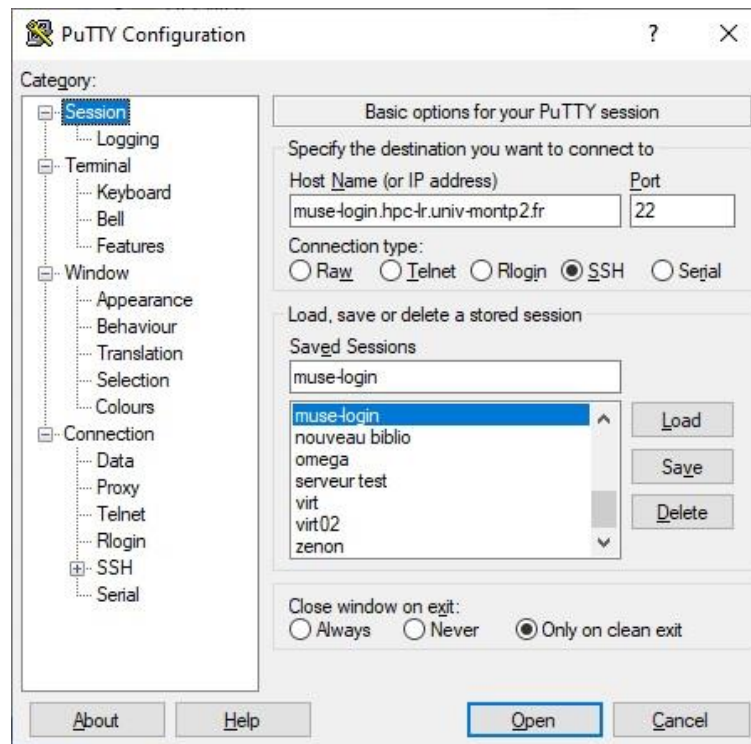 PuTTY Configuration
?
Category:
Session
Logging
Terminal
Keyboard
Bell
Features
Window
Appearance
Behaviour
Translation
Selection
Colours
Connection
Data
Proxy
Telnet
Rlogin
SSH
Serial
Basic options for your PuTTY session
Specify the destination you want to connect to
Host Name (or IP address) Port
muse-login.hpc-lr.univ-montp2.fr 22
Connection type:
Raw Telnet Rlogin SSH Serial
Load, save or delete a stored session
Saved Sessions
muse-login
muse-login
nouveau biblio
omega
serveur test
virt
virt02
zenon
Load
Save
Delete
Close window on exit:
Always Never Only on clean exit
About Help Open Cancel